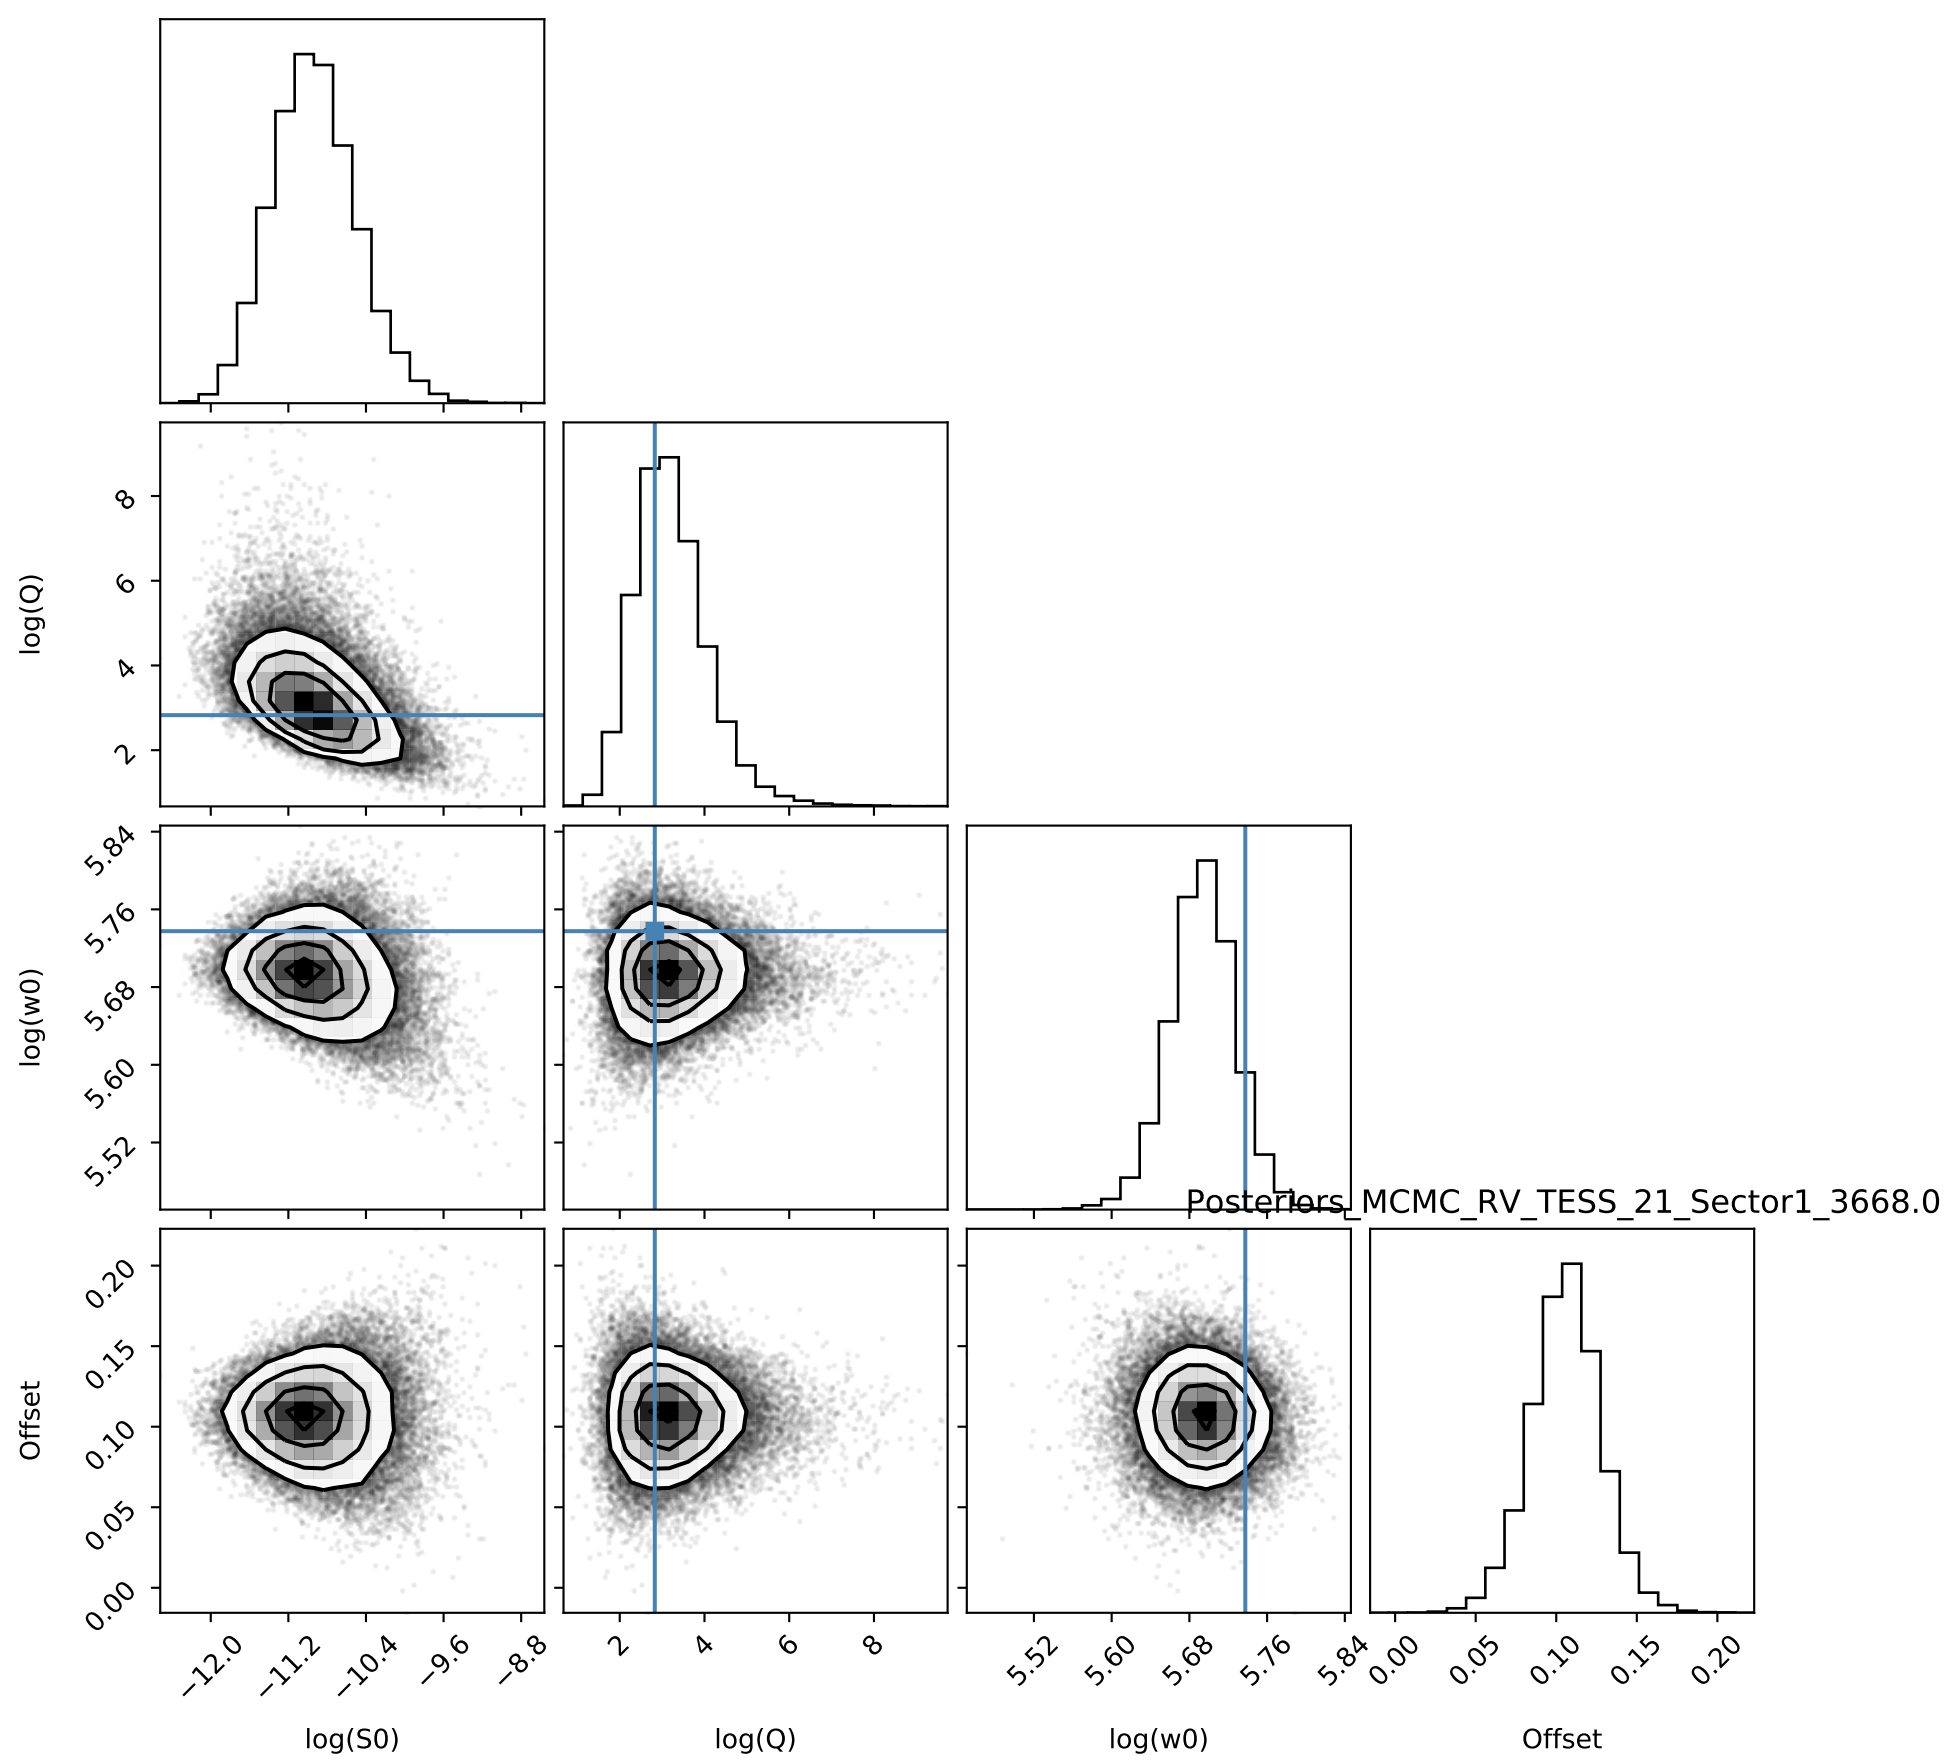 log(Q)
8
6
4
2
log(w0)
5.84
5.76
5.68
5.60
5.52
Posteriors_MCMC_RV_TESS_21_Sector1_3668.0
Offset
0.20
0.15
0.10
0.05
0.00
−12.0 −11.2 −10.4 −9.6 −8.8 2 4 6 8 5.52 5.60 5.68 5.76 5.84 0.00 0.05 0.10 0.15 0.20
log(S0) log(Q) log(w0) Offset